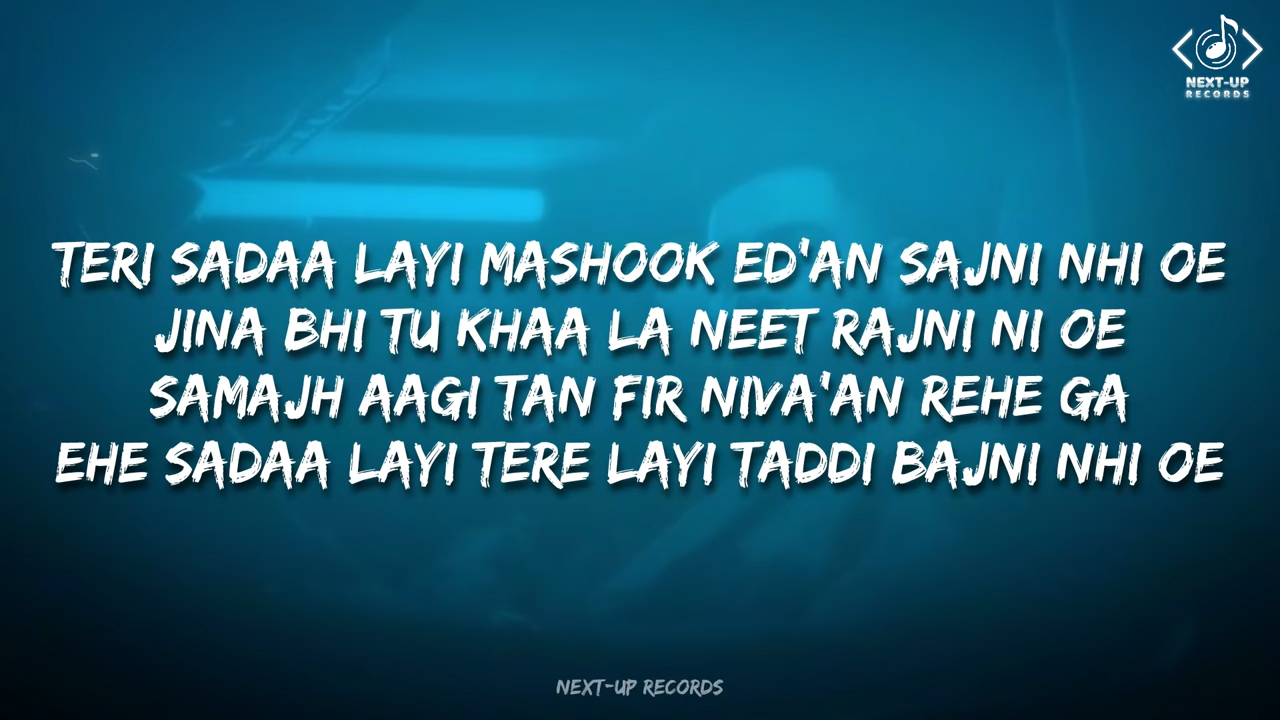 NEXT-UP
RECORDS
TERI SADAA LAYI MASHOOK ED'AN SAJNI NHI OE
JINA BHI TU KHAA LA NEET RAJNI NI OE
SAMAJH AAGI TAN FIR NIVA'AN REHE GA
EHE SADAA LAYI TERE LAYI TADDI BAJNI NHI OE
NEXT-UP RECORDS